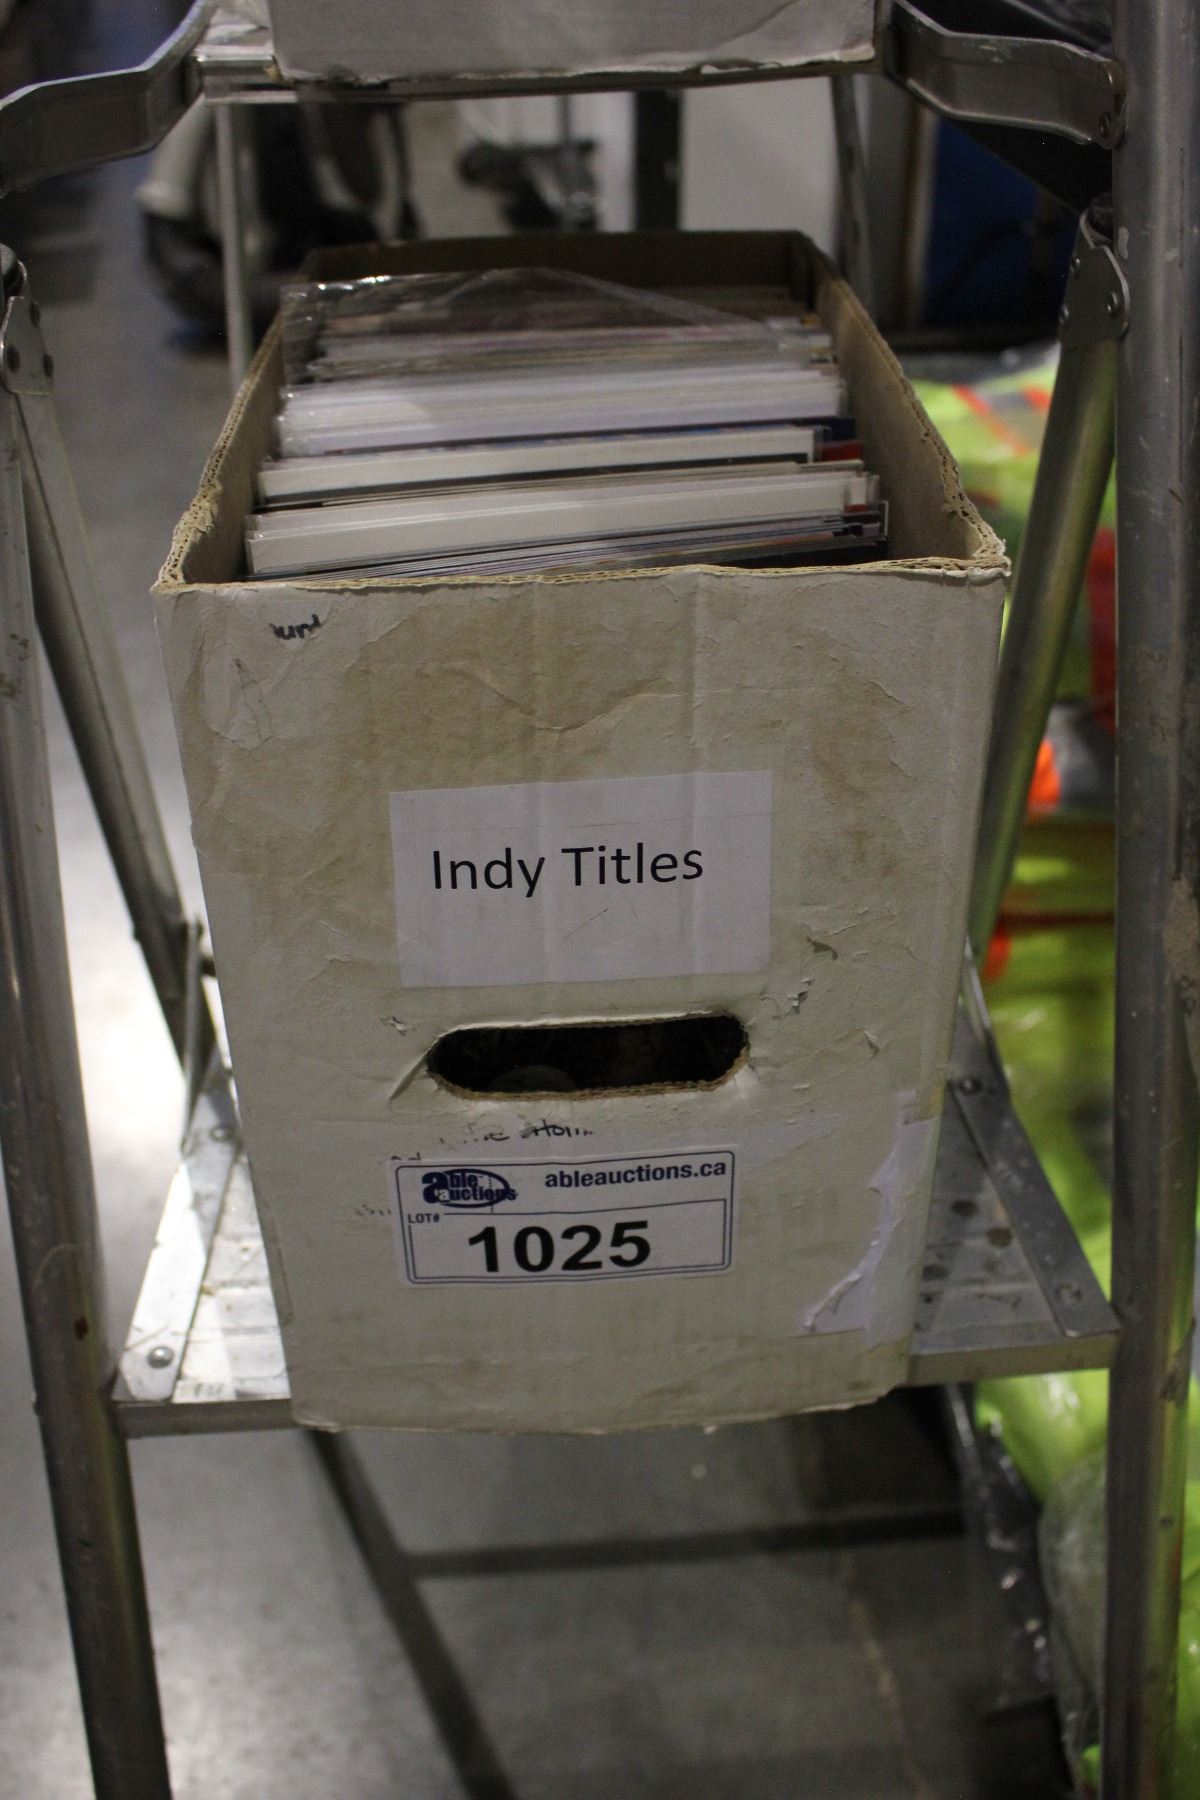 Indy Titles
able auctions
ableauctions.ca
LOT#
1025